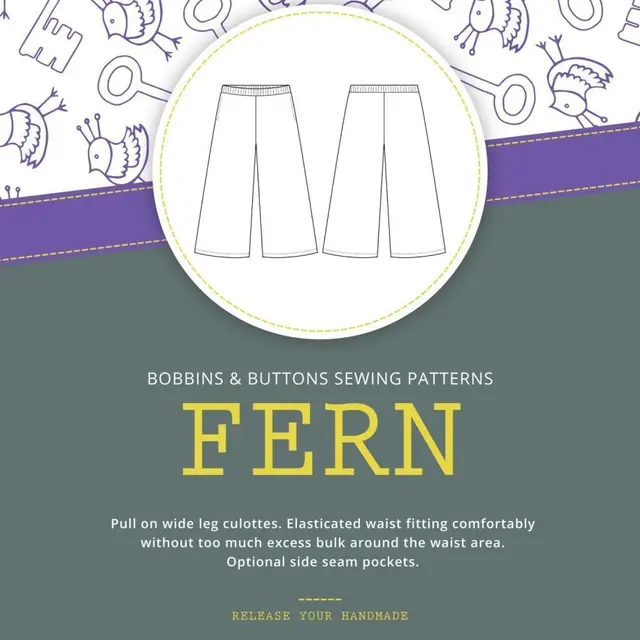 BOBBINS & BUTTONS SEWING PATTERNS
FERN
Pull on wide leg culottes. Elasticated waist fitting comfortably
without too much excess bulk around the waist area.
Optional side seam pockets.
RELEASE YOUR HANDMADE